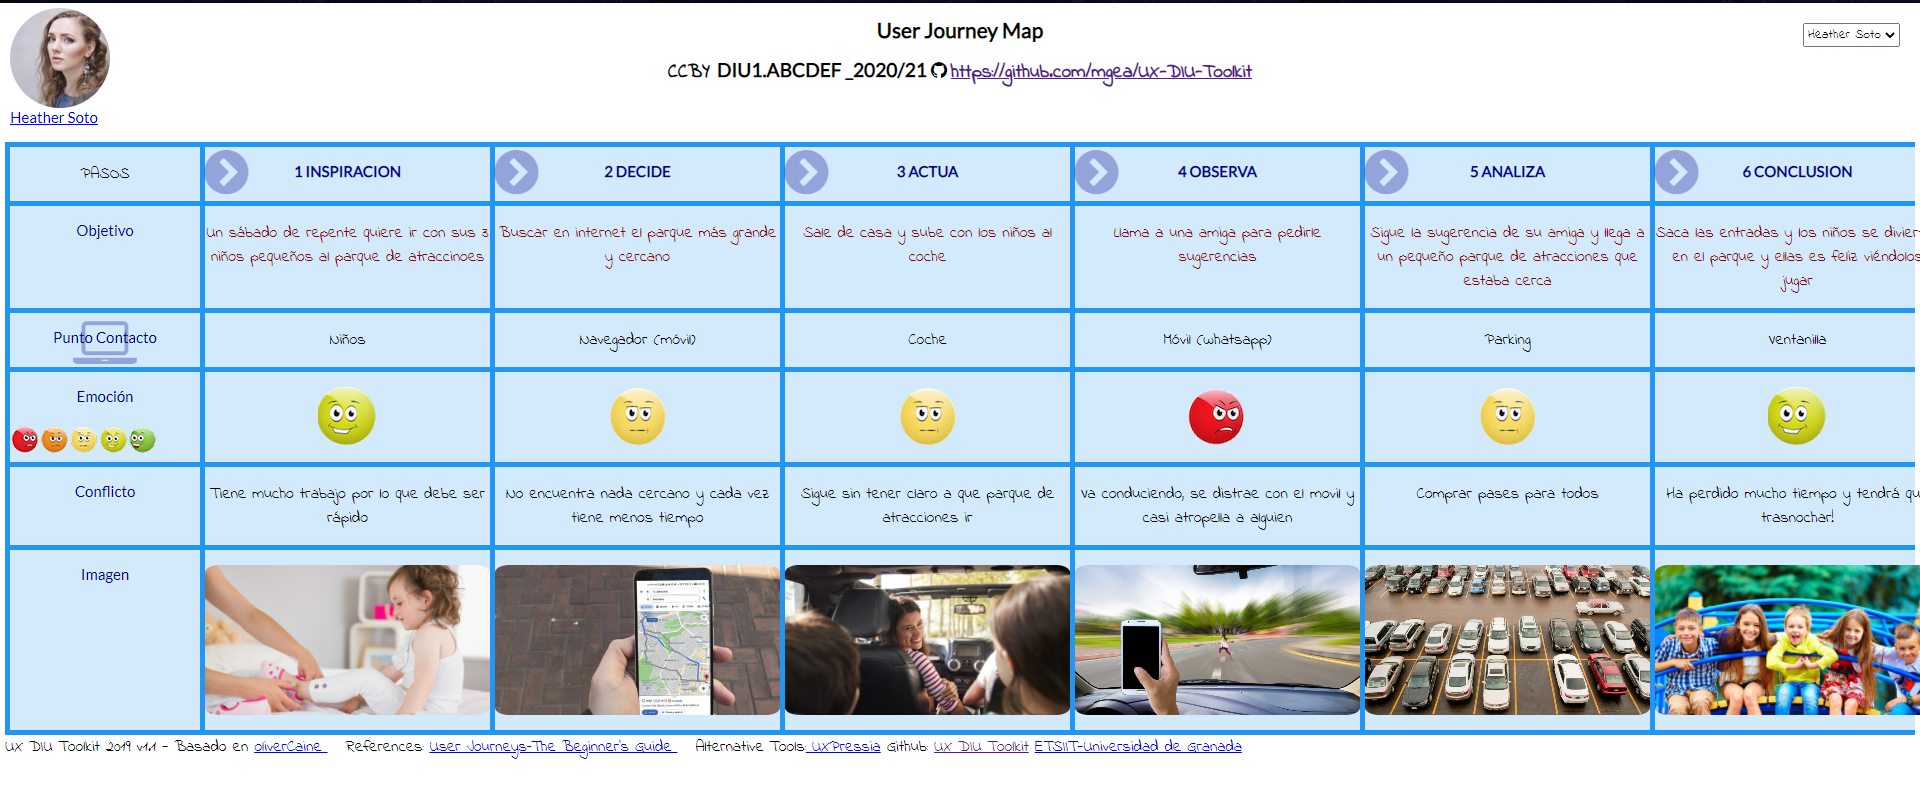 User Journey Map
Heather Soto
CCBY DIU1.ABCDEF _2020/21 https://github.com/mgea/UX-DIU-Toolkit
Heather Soto
PASOS
1 INSPIRACION
2 DECIDE
3 ACTUA
4 OBSERVA
5 ANALIZA
6 CONCLUSION
Objetivo
Un sábado de repente quiere ir con sus 3
niños pequeños al parque de atraccinoes
Buscar en internet el parque más grande
y cercano
Sale de casa y sube con los niños al
coche
Llama a una amiga para pedirle
sugerencias
Sigue la sugerencia de su amiga y llega a
un pequeño parque de atracciones que
estaba cerca
Saca las entradas y los niños se divier
en el parque y ellas es feliz viéndolos
jugar
Punto Contacto
Niños
Navegador (móvil)
Coche
Móvil (whatsapp)
Parking
Ventanilla
Emoción
Conflicto
Tiene mucho trabajo por lo que debe ser
rápido
No encuentra nada cercano y cada vez
tiene menos tiempo
Sigue sin tener claro a que parque de
atracciones ir
Va conduciendo, se distrae con el movil y
casi atropella a alguien
Comprar pases para todos
Ha perdido mucho tiempo y tendrá qu
trasnochar!
Imagen
UX DIU Toolkit 2019 v1.1 - Basado en oliverCaine References: User Journeys-The Beginner's Guide Alternative Tools: UXPressia Github: UX DIU Toolkit ETSIIT-Universidad de Granada